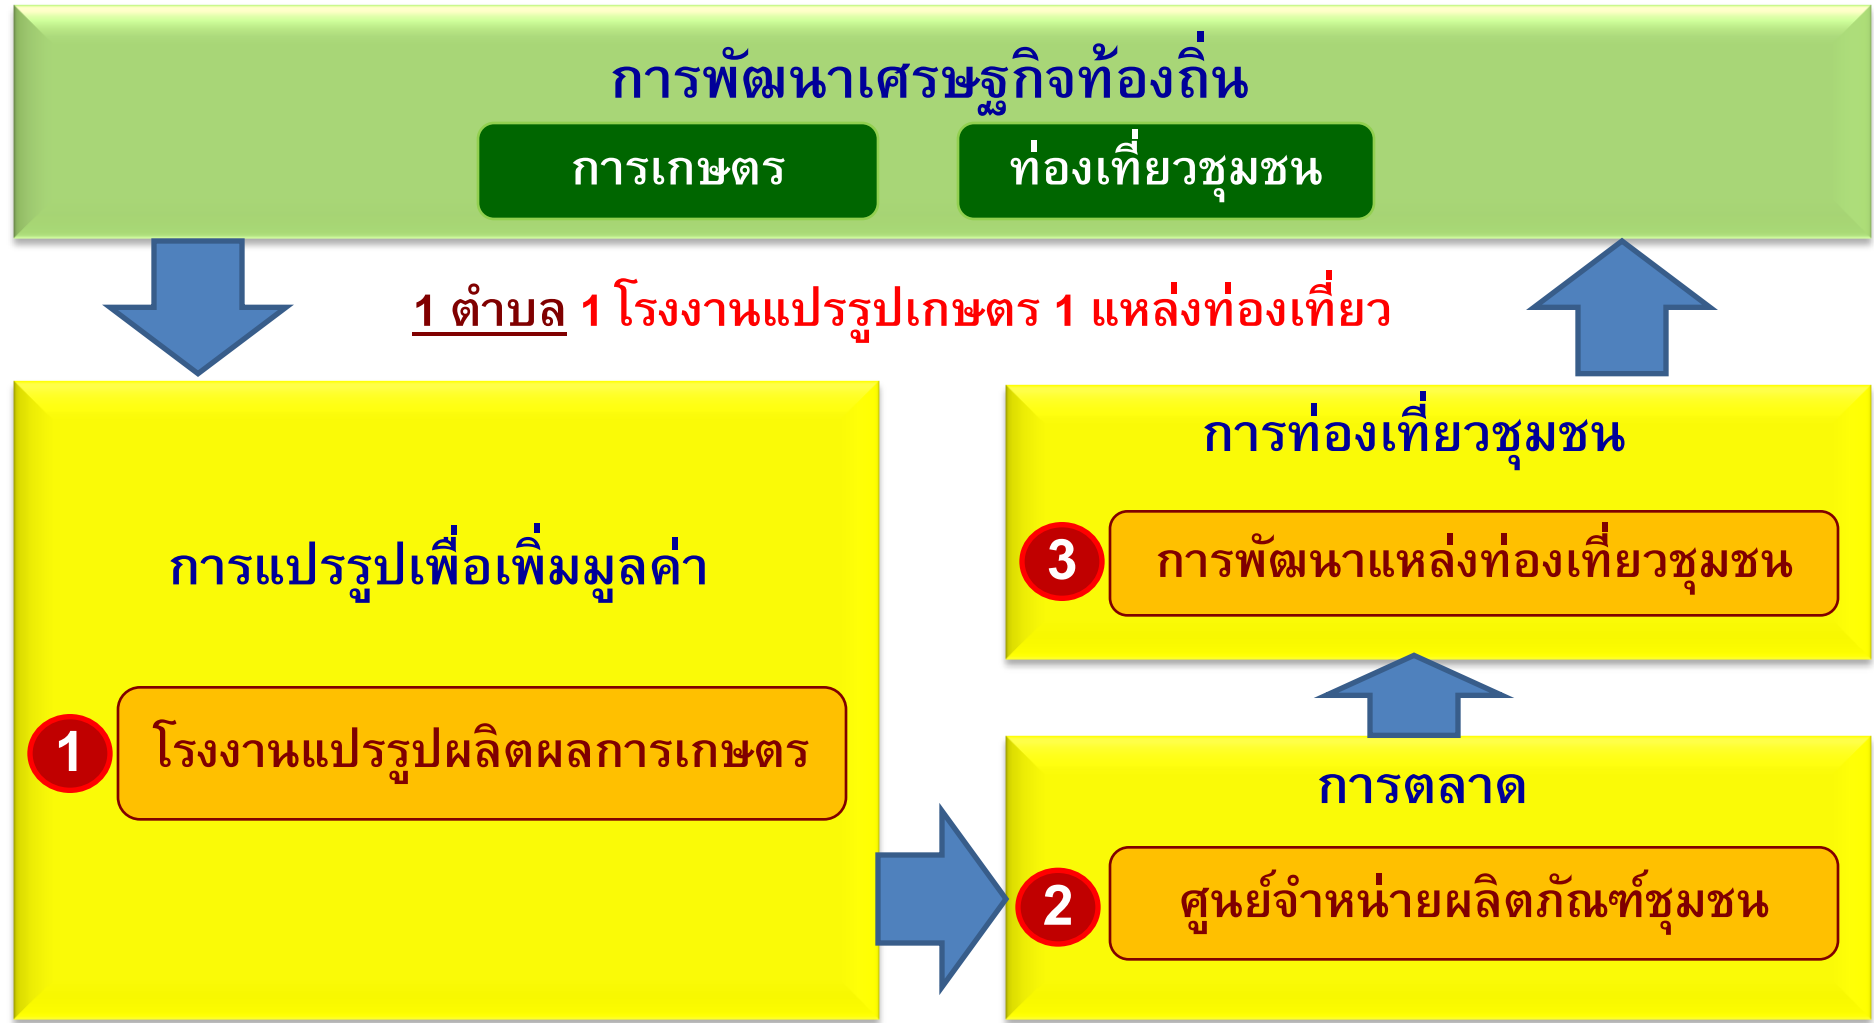 การพัฒนาเศรษฐกิจท้องถิ่น
การเกษตร
ท่องเที่ยวชุมชน
1 ตำบล 1 โรงงานแปรรูปเกษตร 1 แหล่งท่องเที่ยว
การแปรรูปเพื่อเพิ่มมูลค่า
1
โรงงานแปรรูปผลิตผลการเกษตร
การตลาด
2
ศูนย์จำหน่ายผลิตภัณฑ์ชุมชน
การท่องเที่ยวชุมชน
3
การพัฒนาแหล่งท่องเที่ยวชุมชน